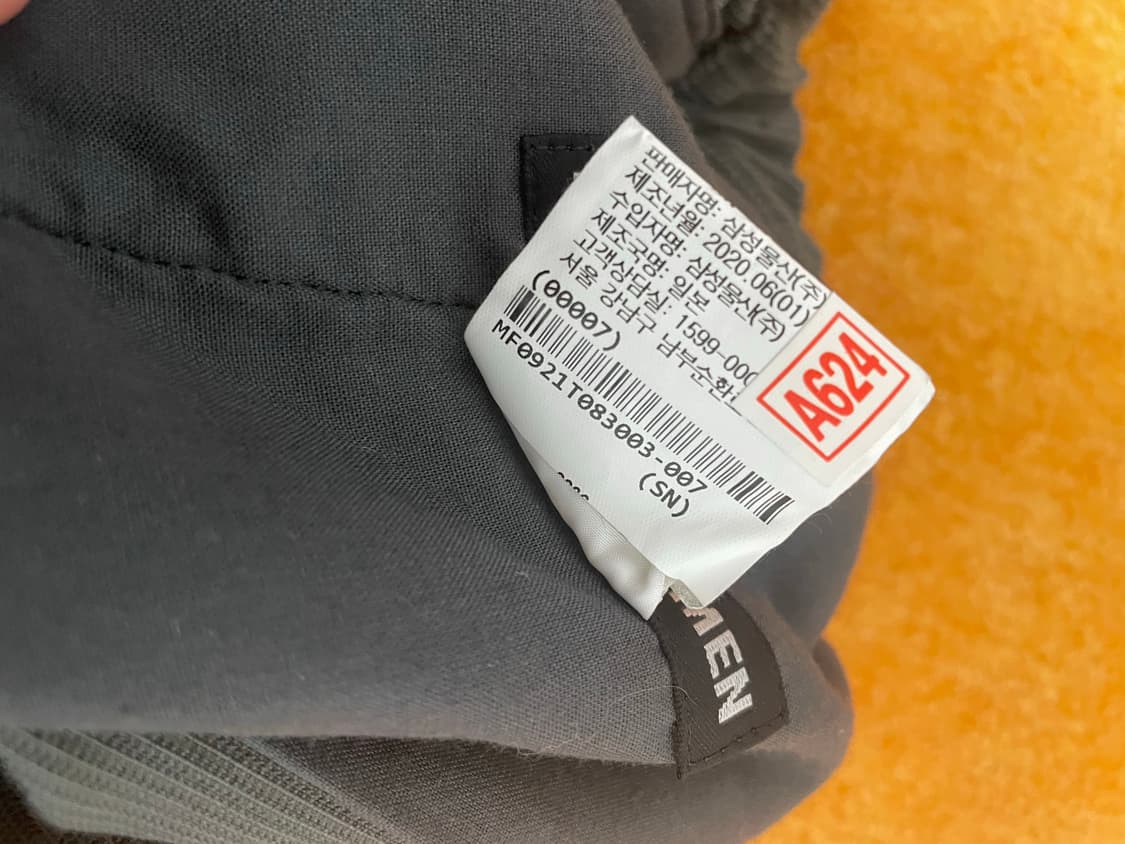 판매자명: 삼성물산(주)
제조년월: 2020.06(01)
수입자명: 삼성물산(주)
제조국명: 일본
고객상담실: 1599-000
서울 강남구 남부순환
(00007)
MF0921T083003-007
(SN)
A624
MEN